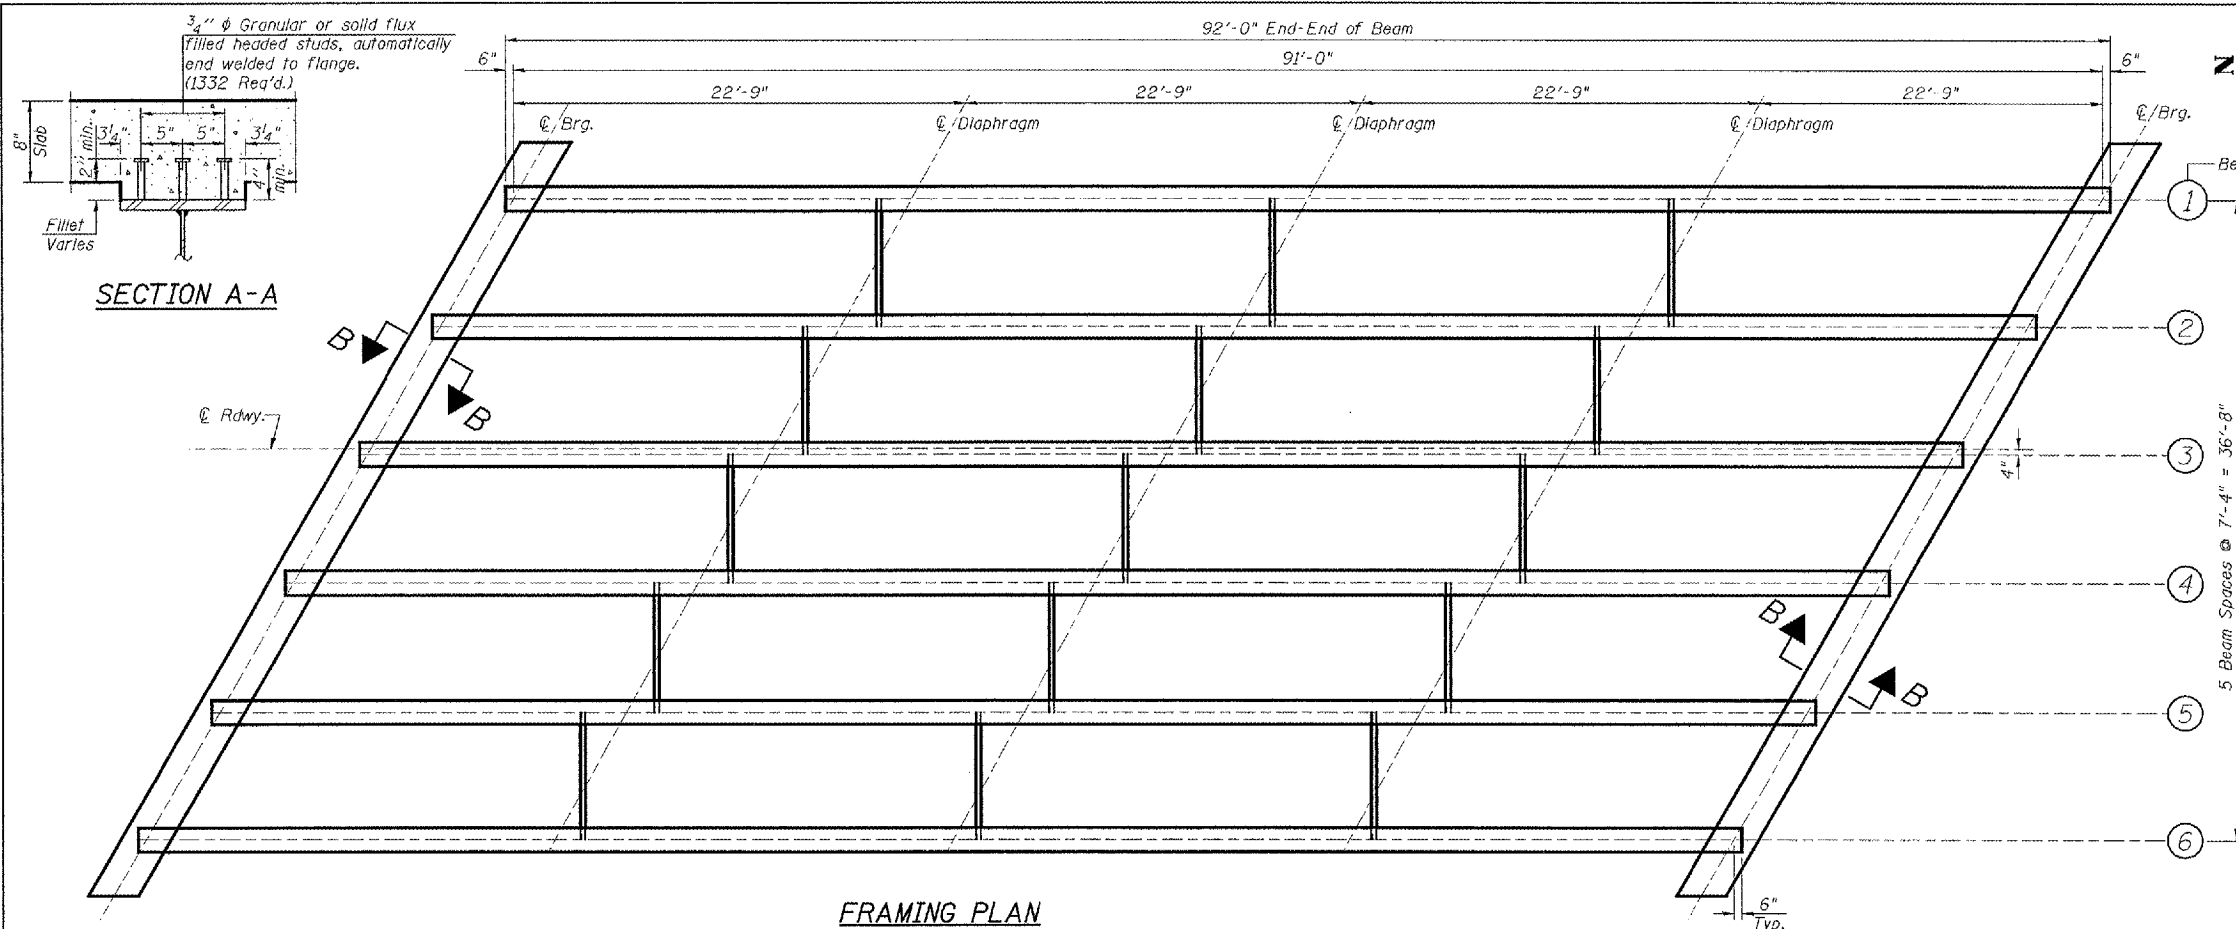 3/4" ϕ Granular or solid flux
filled headed studs, automatically
end welded to flange.
(1332 Req'd.)
8"
Slab
2" min.
3 1/4"
5"
5"
3 1/4"
4"
min.
Fillet
Varies
SECTION A-A
92'-0" End-End of Beam
6"
91'-0"
6"
N
22'-9"
22'-9"
22'-9"
22'-9"
℄ Brg.
℄ Diaphragm
℄ Diaphragm
℄ Diaphragm
℄ Brg.
Be
1
2
B
B
℄ Rdwy.
3
4"
5 Beam Spaces @ 7'-4" = 36'-8"
4
B
B
5
6
6"
Typ.
FRAMING PLAN